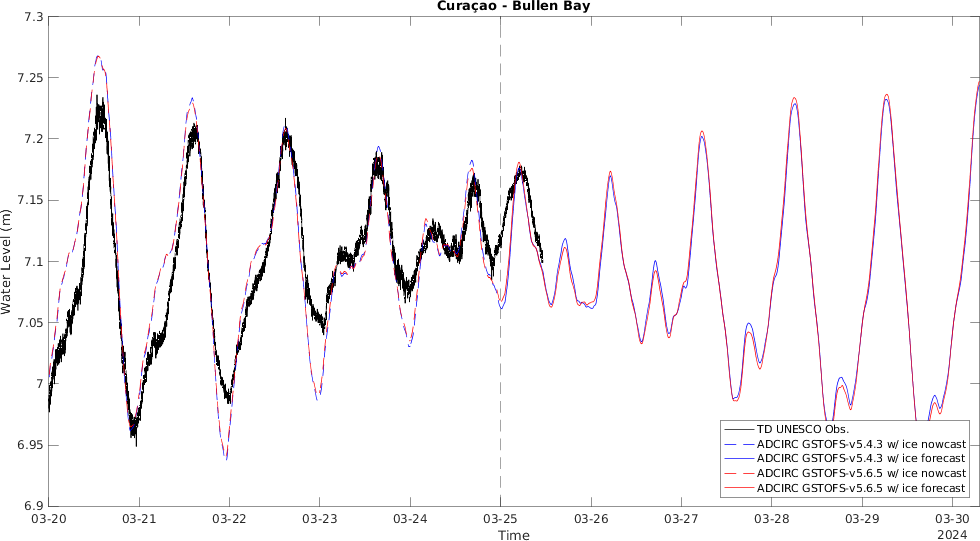 Curaçao - Bullen Bay
7.3
7.25
7.2
7.15
7.1
7.05
7
6.95
6.9
Water Level (m)
TD UNESCO Obs.
ADCIRC GSTOFS-v5.4.3 w/ ice nowcast
ADCIRC GSTOFS-v5.4.3 w/ ice forecast
ADCIRC GSTOFS-v5.6.5 w/ ice nowcast
ADCIRC GSTOFS-v5.6.5 w/ ice forecast
03-20 03-21 03-22 03-23 03-24 03-25 03-26 03-27 03-28 03-29 03-30
Time 2024